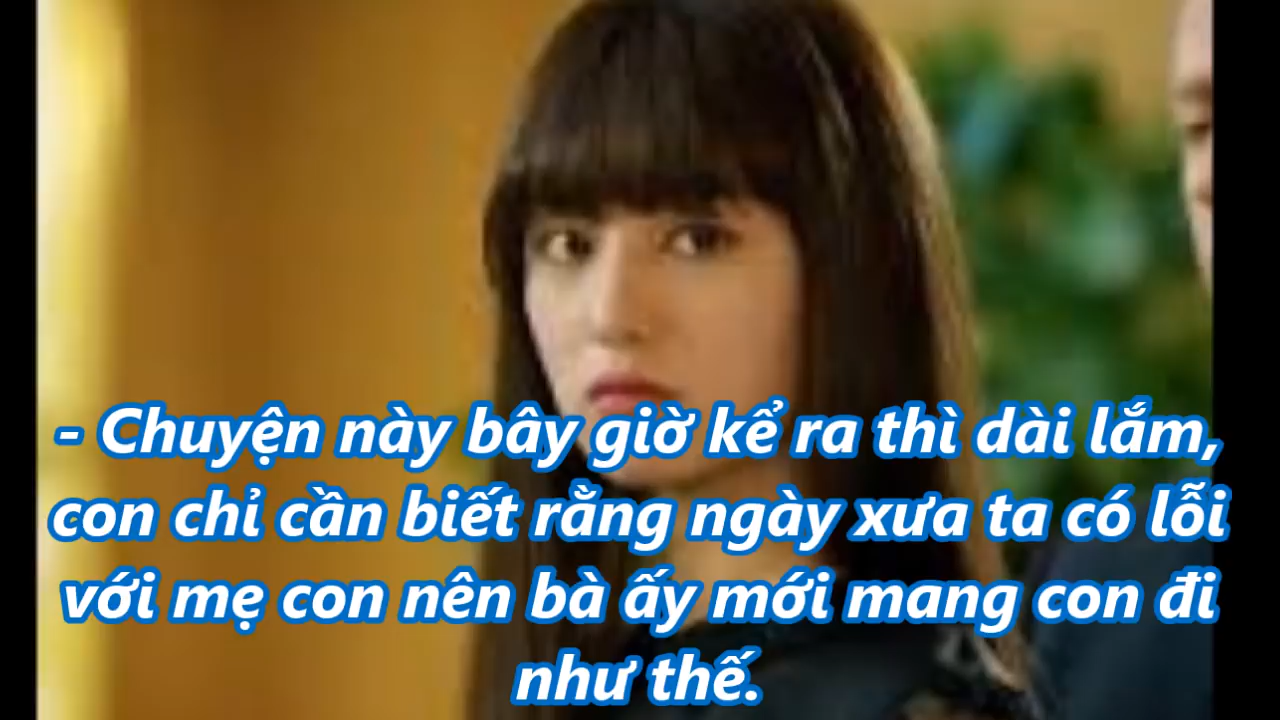 - Chuyện này bây giờ kể ra thì dài lắm,
con chỉ cần biết rằng ngày xưa ta có lỗi
với mẹ con nên bà ấy mới mang con đi
như thế.